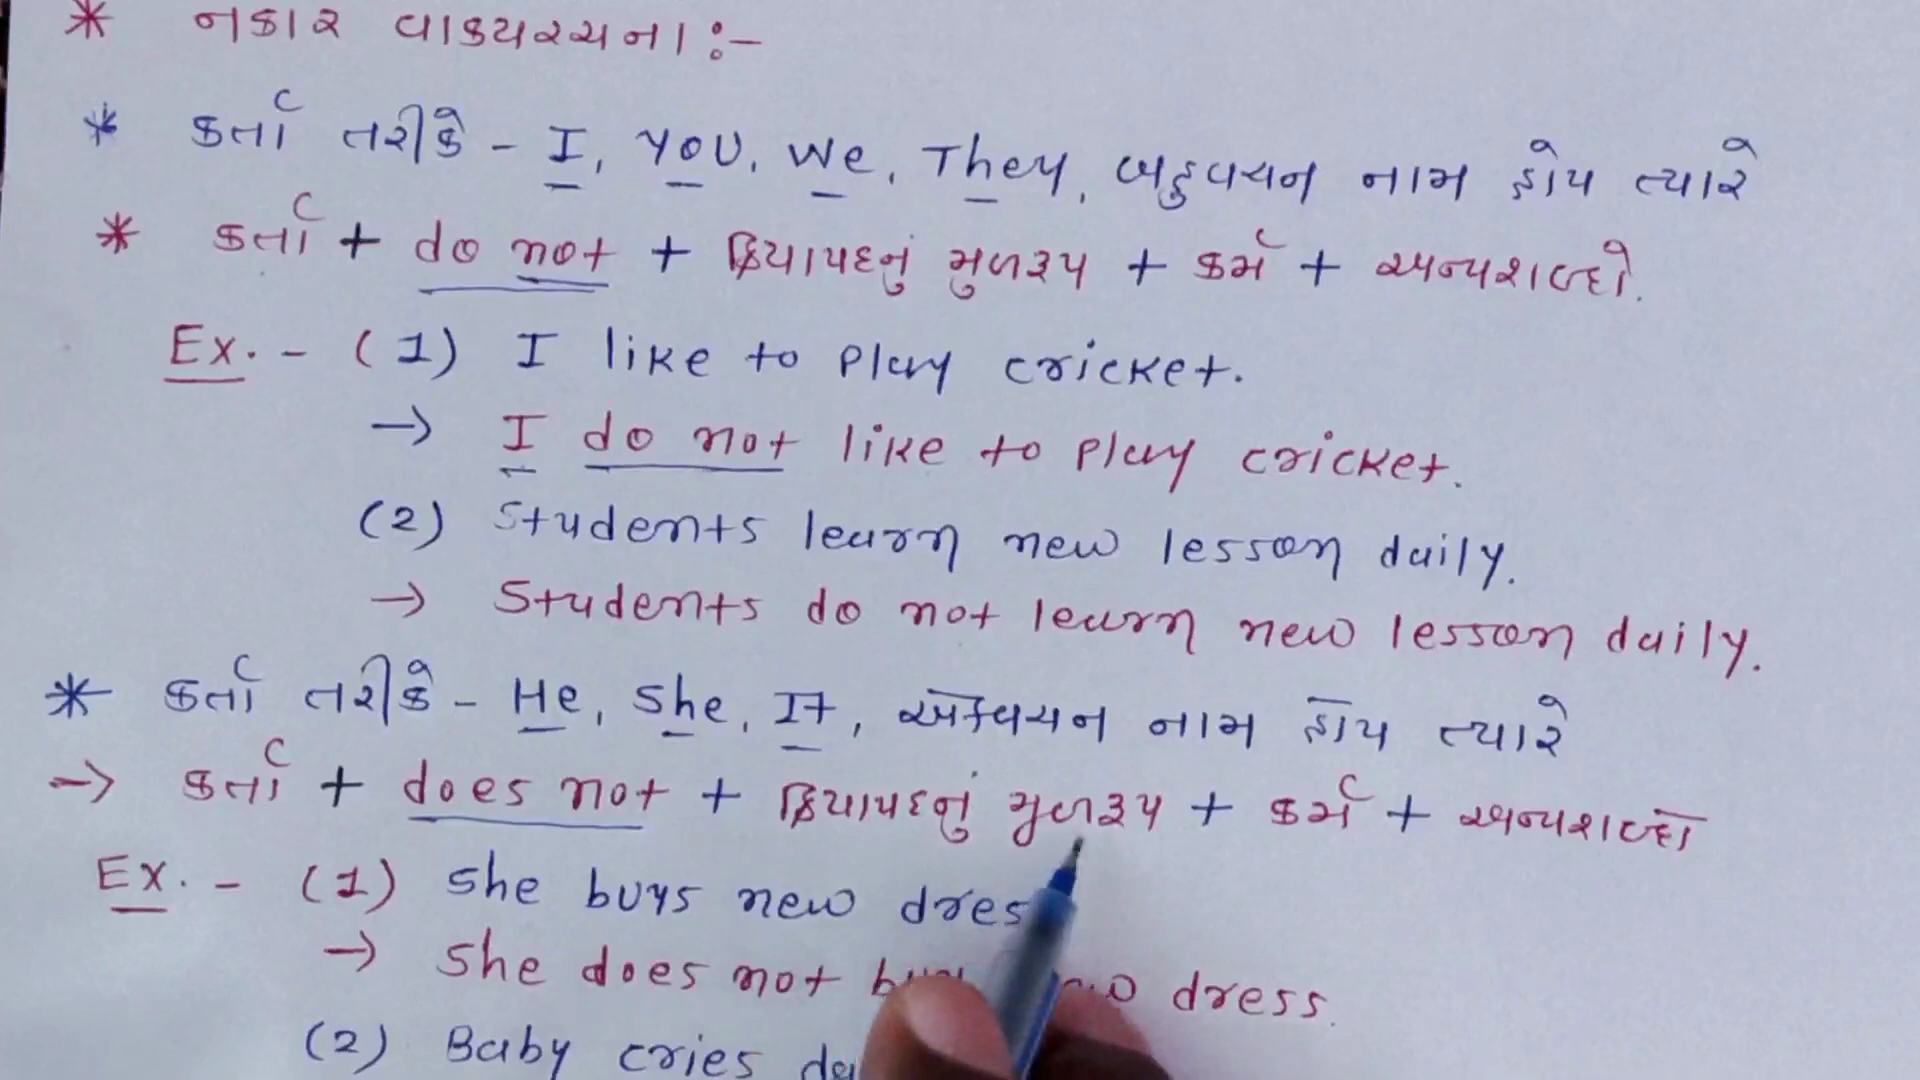 * નકાર વાક્યરચના :-
* કર્તા તરીકે - I, YOU, We, They, બહુવચન નામ હોય ત્યારે
* કર્તા + do not + ક્રિયાપદનું મુળરૂપ + કર્મ + અન્યશબ્દો.
Ex. - (1) I like to play cricket.
→ I do not like to play cricket.
(2) Students learn new lesson daily.
→ Students do not learn new lesson daily.
* કર્તા તરીકે - He, She, It, એકવચન નામ હોય ત્યારે
→ કર્તા + does not + ક્રિયાપદનું મુળરૂપ + કર્મ + અન્યશબ્દો
Ex. - (1) She buys new dres
→ She does not dress.
(2) Baby cries